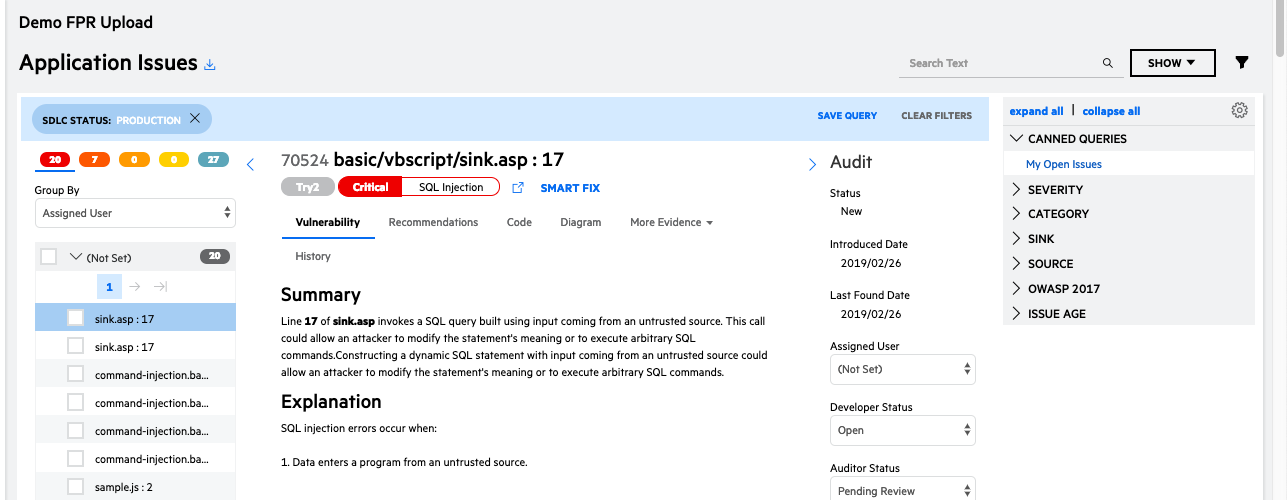 Demo FPR Upload
Application Issues
Search Text
SHOW
SDLC STATUS: PRODUCTION
SAVE QUERY
CLEAR FILTERS
20 7 0 0 27
Group By
Assigned User
(Not Set) 20
1
sink.asp : 17
sink.asp : 17
command-injection.ba...
command-injection.ba...
command-injection.ba...
command-injection.ba...
sample.js : 2
70524 basic/vbscript/sink.asp : 17
Try2 Critical SQL Injection SMART FIX
Vulnerability Recommendations Code Diagram More Evidence
History
Summary
Line 17 of sink.asp invokes a SQL query built using input coming from an untrusted source. This call
could allow an attacker to modify the statement's meaning or to execute arbitrary SQL
commands.Constructing a dynamic SQL statement with input coming from an untrusted source could
allow an attacker to modify the statement's meaning or to execute arbitrary SQL commands.
Explanation
SQL injection errors occur when:
1. Data enters a program from an untrusted source.
Audit
Status
New
Introduced Date
2019/02/26
Last Found Date
2019/02/26
Assigned User
(Not Set)
Developer Status
Open
Auditor Status
Pending Review
expand all | collapse all
CANNED QUERIES
My Open Issues
SEVERITY
CATEGORY
SINK
SOURCE
OWASP 2017
ISSUE AGE